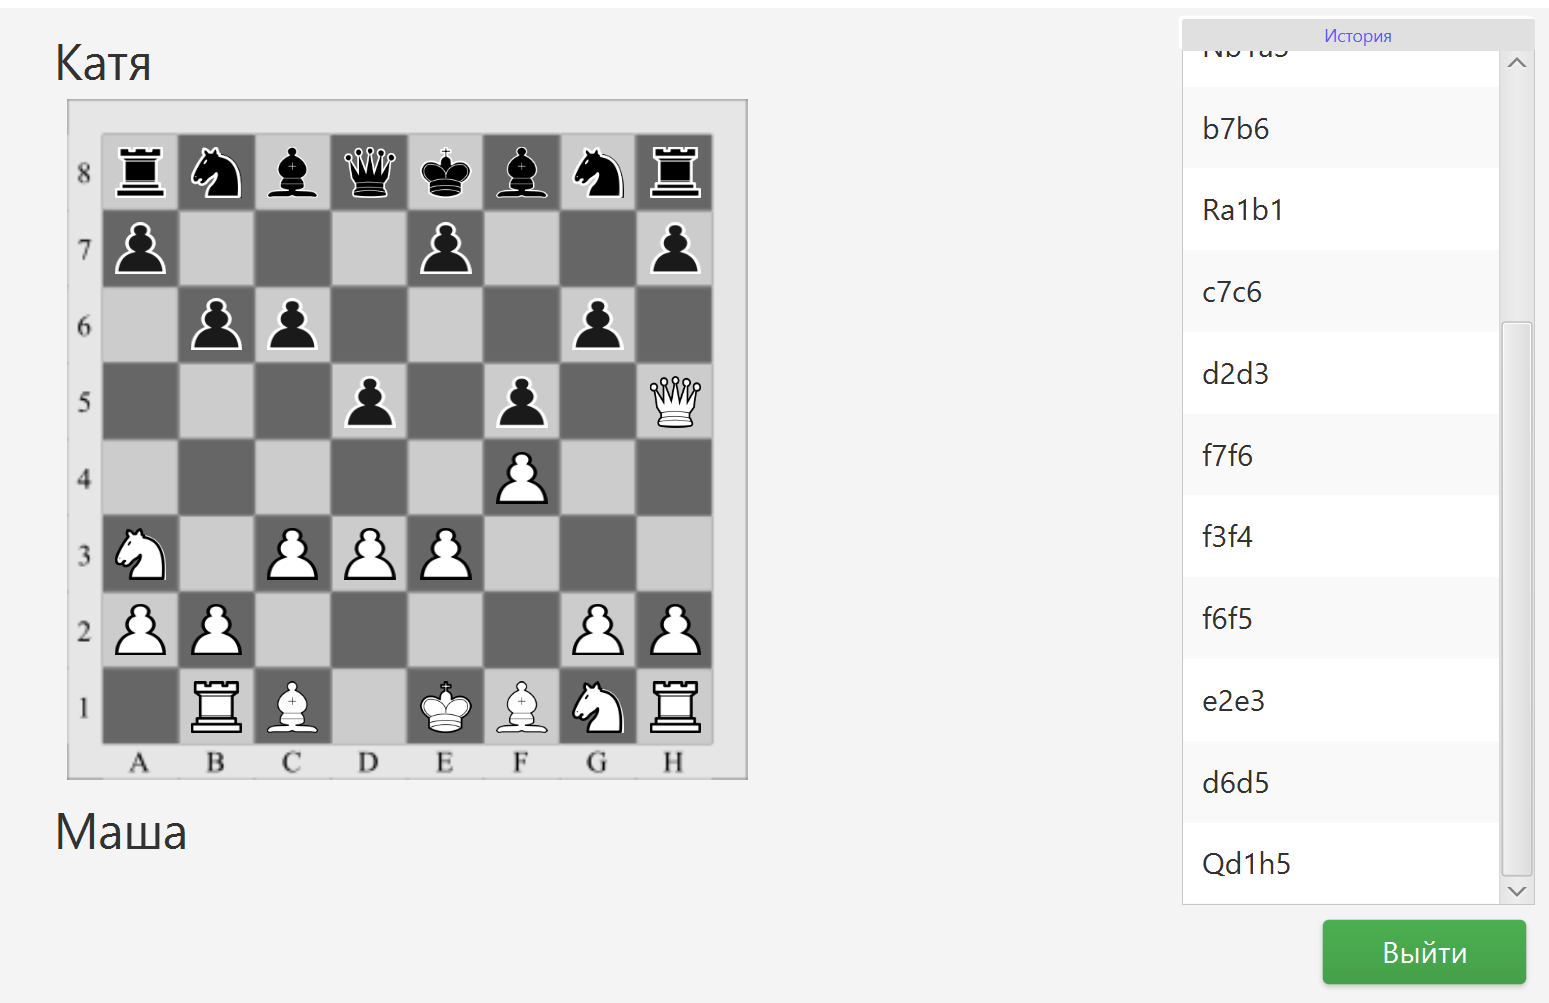 Катя
8
7
6
5
4
3
2
1
A B C D E F G H
Маша
История
b7b6
Ra1b1
c7c6
d2d3
f7f6
f3f4
f6f5
e2e3
d6d5
Qd1h5
Выйти